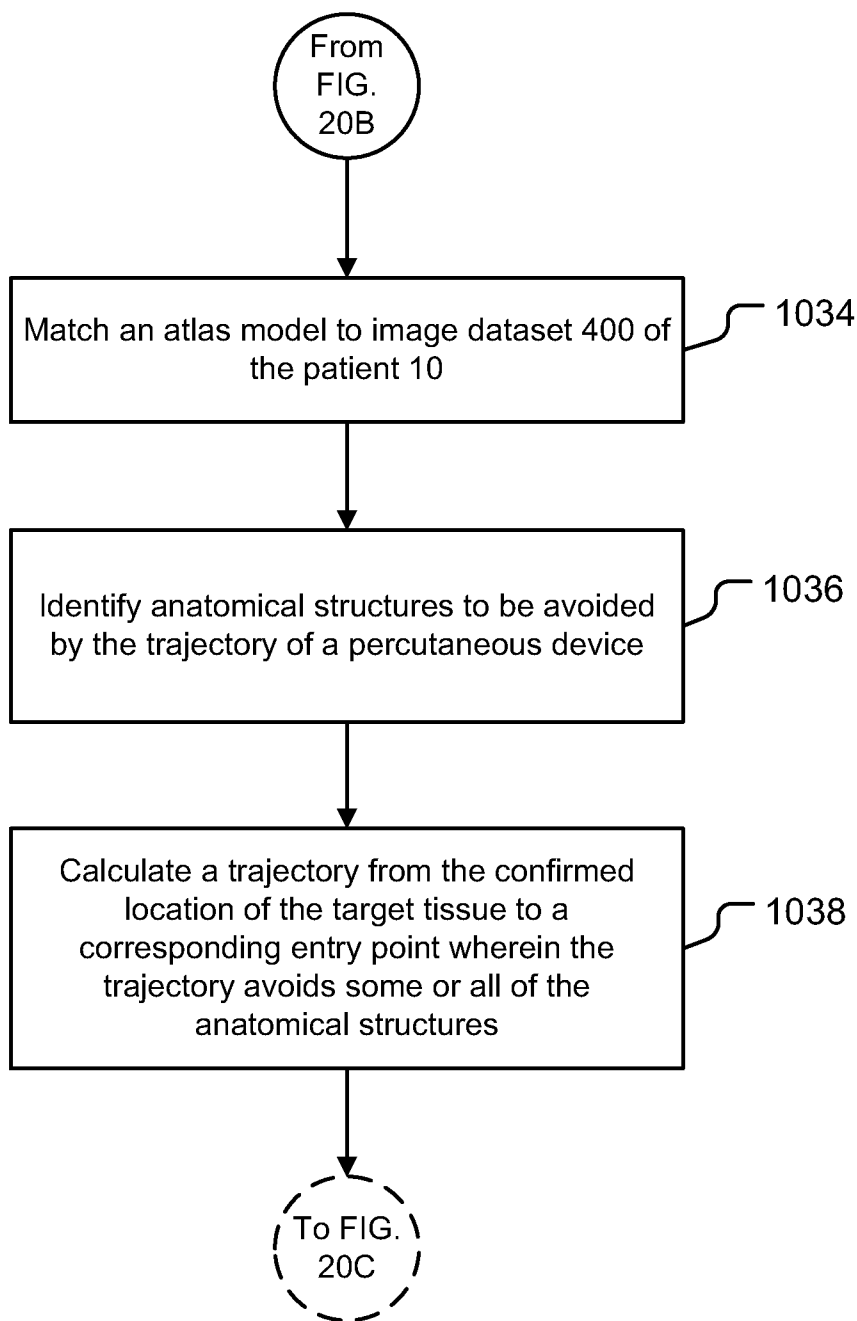 From
FIG.
20B
Match an atlas model to image dataset 400 of
the patient 10
1034
Identify anatomical structures to be avoided
by the trajectory of a percutaneous device
1036
Calculate a trajectory from the confirmed
location of the target tissue to a
corresponding entry point wherein the
trajectory avoids some or all of the
anatomical structures
1038
To FIG.
20C